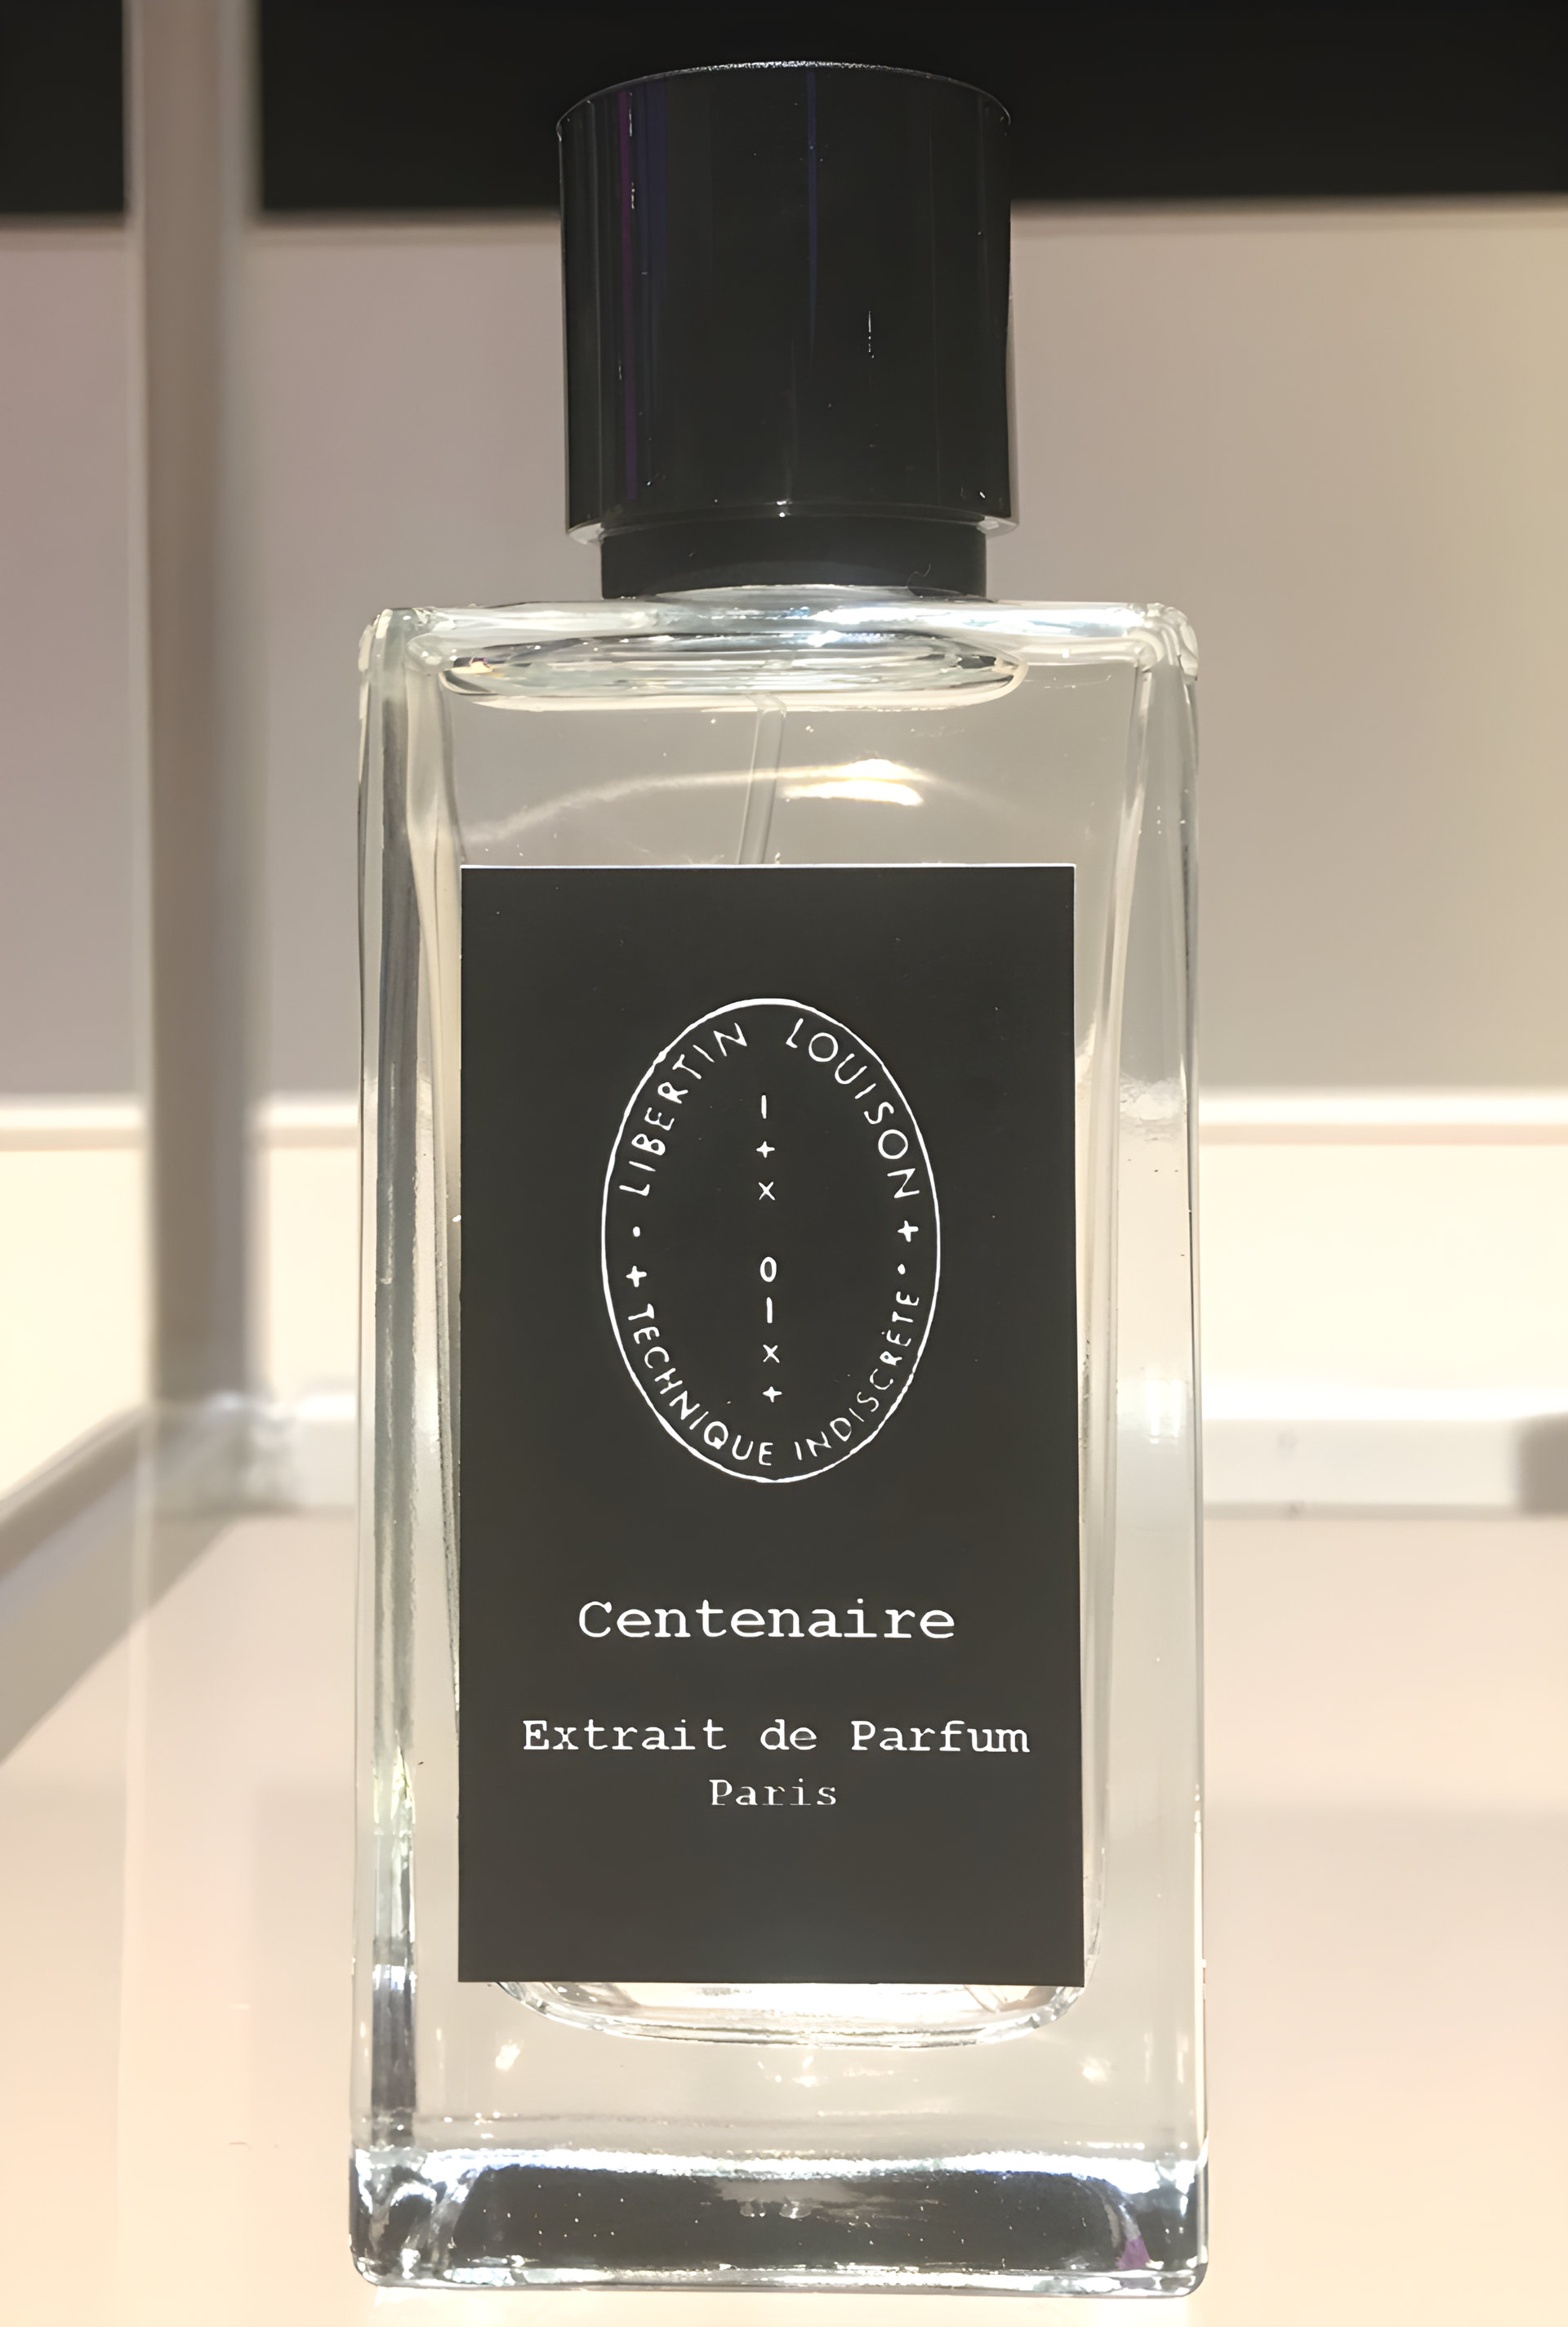 LIBERTIN LOUISON
I
+
x
O
I
x
+
+ TECHNIQUE INDISCRÈTE • +
Centenaire
Extrait de Parfum
Paris